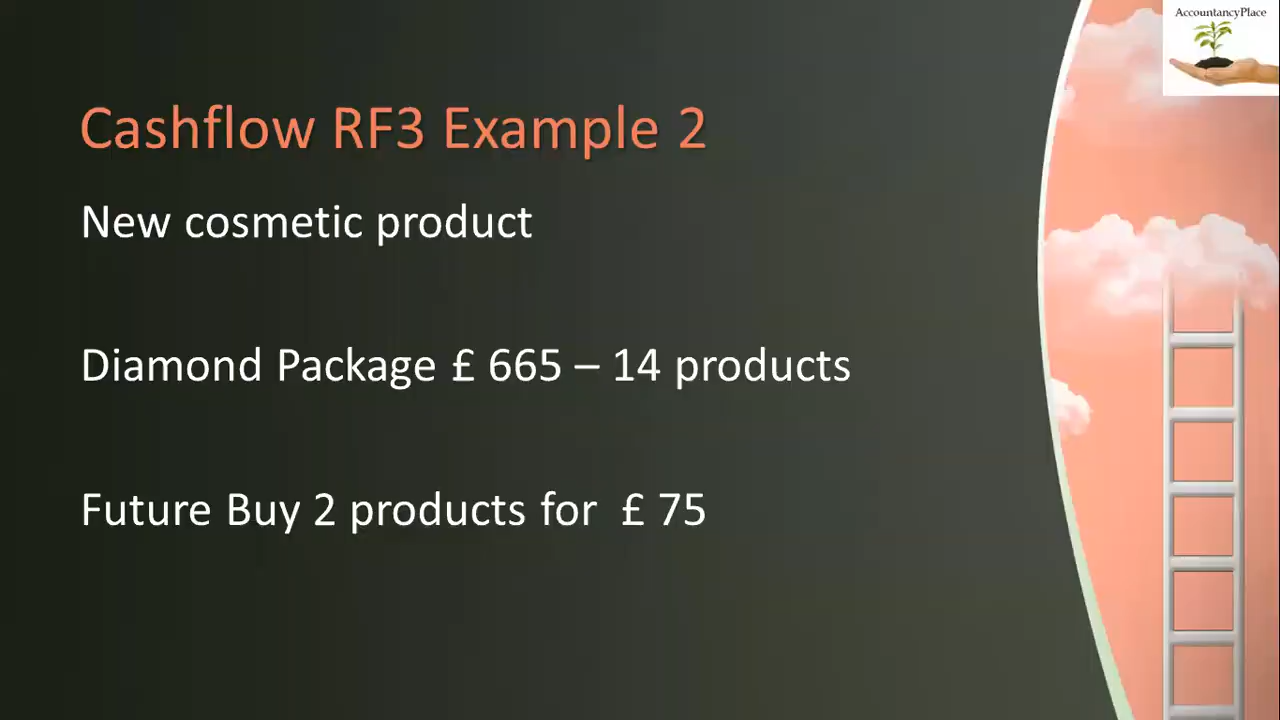 AccountancyPlace
Cashflow RF3 Example 2
New cosmetic product
Diamond Package £ 665 – 14 products
Future Buy 2 products for £ 75